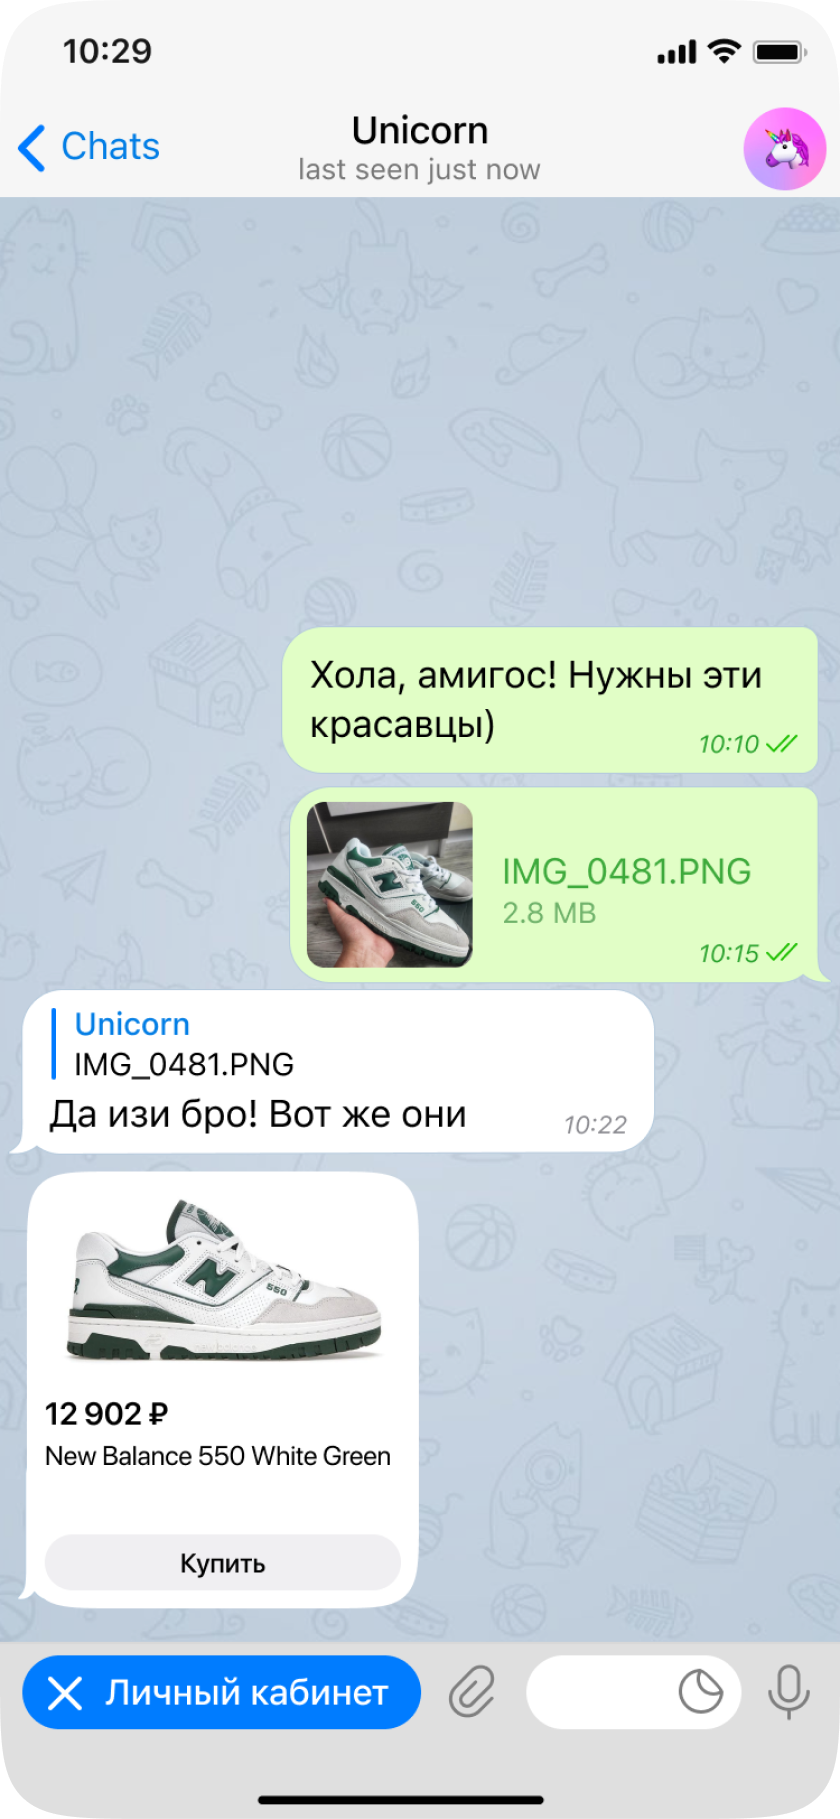 10:29
Chats
Unicorn
last seen just now
Хола, амигос! Нужны эти
красавцы)
10:10
IMG_0481.PNG
2.8 MB
10:15
Unicorn
IMG_0481.PNG
Да изи бро! Вот же они
10:22
N
550
12 902 ₽
New Balance 550 White Green
Купить
Личный кабинет